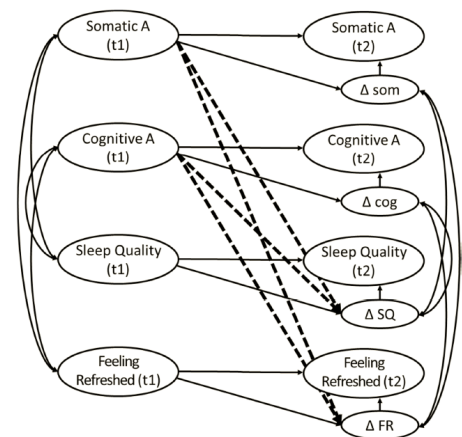 Somatic A
(t1)
Somatic A
(t2)
Δ som
Cognitive A
(t1)
Cognitive A
(t2)
Δ cog
Sleep Quality
(t1)
Sleep Quality
(t2)
Δ SQ
Feeling
Refreshed (t1)
Feeling
Refreshed (t2)
Δ FR